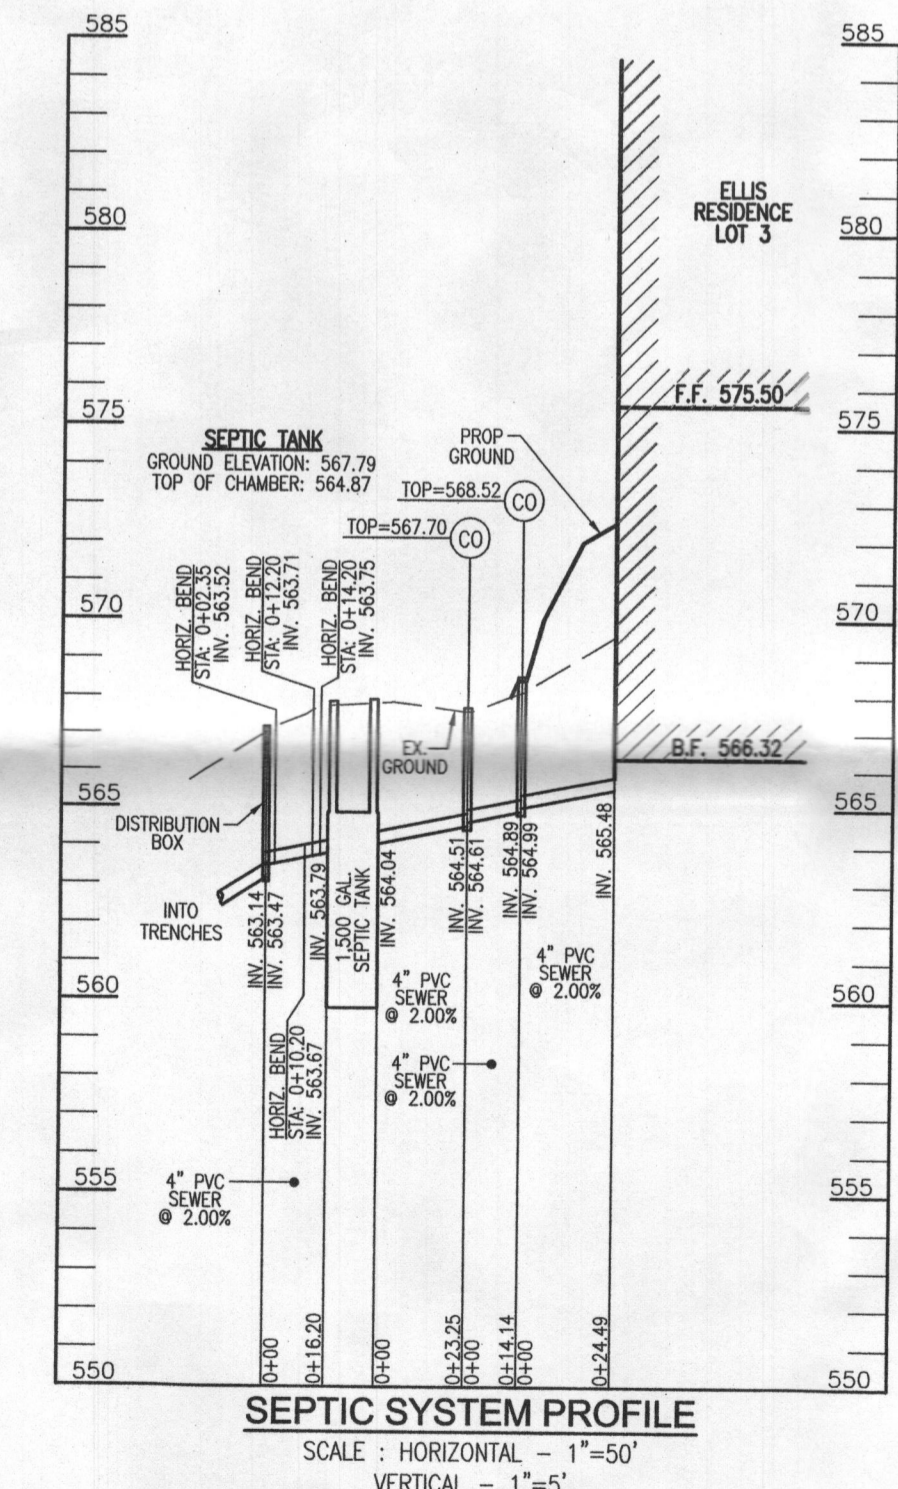 585
580
575
570
565
560
555
550
585
580
575
570
565
560
555
550
ELLIS
RESIDENCE
LOT 3
F.F. 575.50
B.F. 566.32
PROP
GROUND
SEPTIC TANK
GROUND ELEVATION: 567.79
TOP OF CHAMBER: 564.87
TOP=568.52
CO
TOP=567.70
CO
HORIZ. BEND
STA: 0+02.35
INV. 563.52
HORIZ. BEND
STA: 0+12.20
INV. 563.71
HORIZ. BEND
STA: 0+14.20
INV. 563.75
EX.
GROUND
DISTRIBUTION
BOX
INTO
TRENCHES
INV. 563.14
INV. 563.47
INV. 563.79
1,500 GAL.
SEPTIC TANK
INV. 564.04
INV. 564.51
INV. 564.61
INV. 564.89
INV. 564.99
INV. 565.48
4" PVC
SEWER
@ 2.00%
4" PVC
SEWER
@ 2.00%
4" PVC
SEWER
@ 2.00%
HORIZ. BEND
STA: 0+10.20
INV. 563.67
4" PVC
SEWER
@ 2.00%
0+00
0+16.20
0+00
0+23.25
0+00
0+14.14
0+00
0+24.49
SEPTIC SYSTEM PROFILE
SCALE : HORIZONTAL - 1"=50'
VERTICAL - 1"=5'